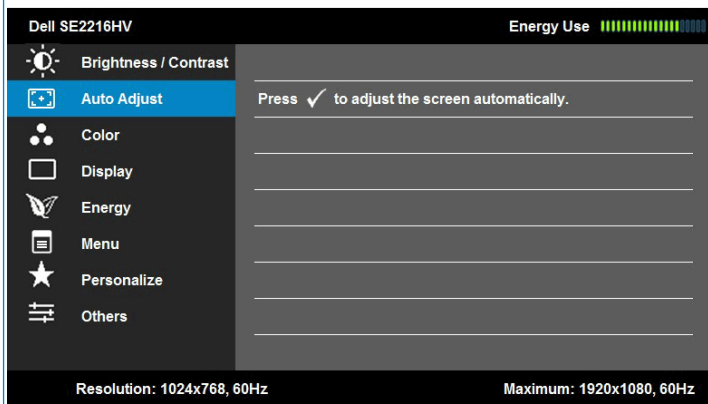 Dell SE2216HV Energy Use
Brightness / Contrast
Auto Adjust Press ✓ to adjust the screen automatically.
Color
Display
Energy
Menu
Personalize
Others
Resolution: 1024x768, 60Hz Maximum: 1920x1080, 60Hz